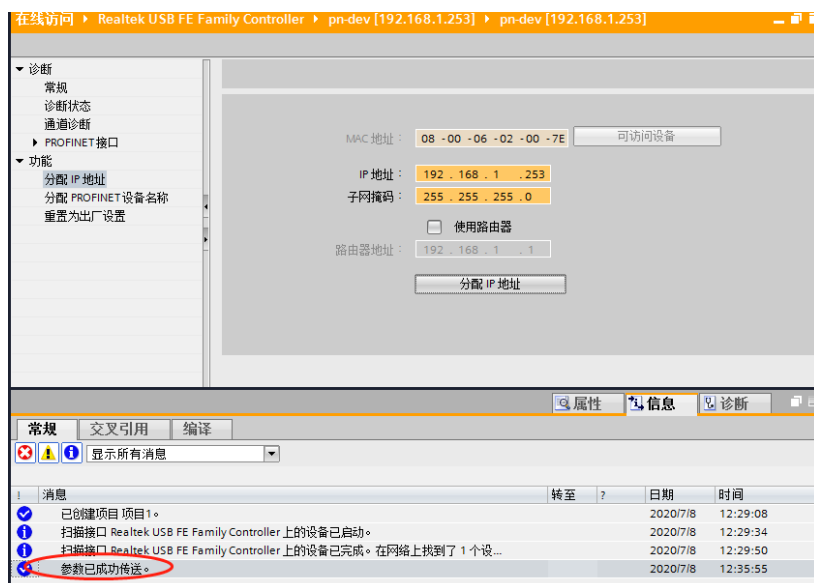 在线访问 ▸ Realtek USB FE Family Controller ▸ pn-dev [192.168.1.253] ▸ pn-dev [192.168.1.253]
诊断
常规
诊断状态
通道诊断
PROFINET接口
功能
分配 IP 地址
分配 PROFINET 设备名称
重置为出厂设置
MAC 地址: 08 -00 -06 -02 -00 -7E 可访问设备
IP 地址: 192 . 168 . 1 .253
子网掩码: 255 . 255 . 255 . 0
使用路由器
路由器地址: 192 . 168 . 1 . 1
分配 IP 地址
属性 信息 诊断
常规 交叉引用 编译
显示所有消息
! 消息 转至 ? 日期 时间
已创建项目 项目1。 2020/7/8 12:29:08
扫描接口 Realtek USB FE Family Controller 上的设备已启动。 2020/7/8 12:29:34
扫描接口 Realtek USB FE Family Controller 上的设备已完成。在网络上找到了 1 个设... 2020/7/8 12:29:50
参数已成功传送。 2020/7/8 12:35:55